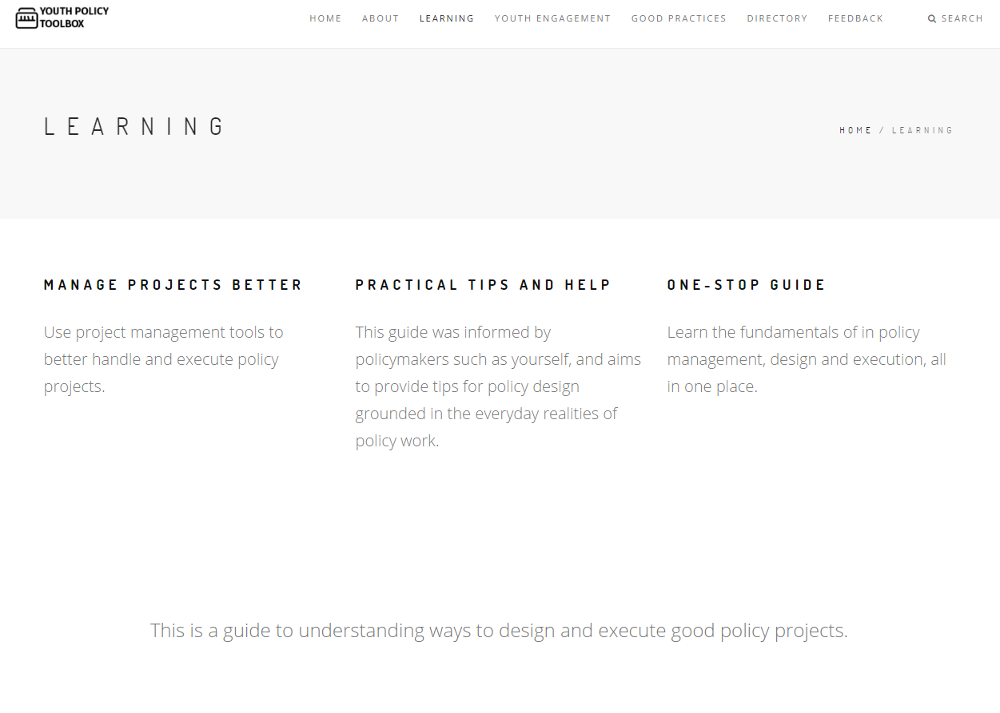 YOUTH POLICY
TOOLBOX
HOME ABOUT LEARNING YOUTH ENGAGEMENT GOOD PRACTICES DIRECTORY FEEDBACK SEARCH
LEARNING
HOME / LEARNING
MANAGE PROJECTS BETTER
Use project management tools to
better handle and execute policy
projects.
PRACTICAL TIPS AND HELP
This guide was informed by
policymakers such as yourself, and aims
to provide tips for policy design
grounded in the everyday realities of
policy work.
ONE-STOP GUIDE
Learn the fundamentals of in policy
management, design and execution, all
in one place.
This is a guide to understanding ways to design and execute good policy projects.